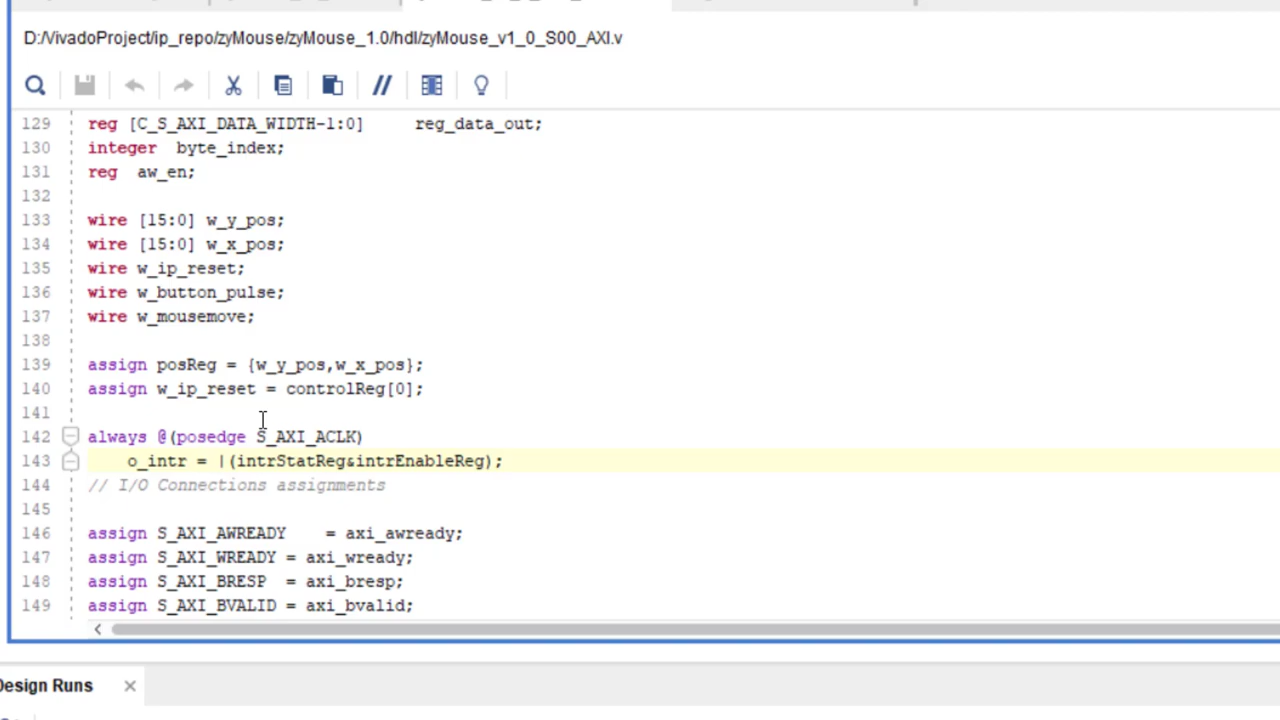 D:/VivadoProject/ip_repo/zyMouse/zyMouse_1.0/hdl/zyMouse_v1_0_S00_AXI.v
129 reg [C_S_AXI_DATA_WIDTH-1:0]     reg_data_out;
130 integer  byte_index;
131 reg  aw_en;
132
133 wire [15:0] w_y_pos;
134 wire [15:0] w_x_pos;
135 wire w_ip_reset;
136 wire w_button_pulse;
137 wire w_mousemove;
138
139 assign posReg = {w_y_pos,w_x_pos};
140 assign w_ip_reset = controlReg[0];
141
142 always @(posedge S_AXI_ACLK)
143     o_intr = |(intrStatReg&intrEnableReg);
144 // I/O Connections assignments
145
146 assign S_AXI_AWREADY    = axi_awready;
147 assign S_AXI_WREADY = axi_wready;
148 assign S_AXI_BRESP  = axi_bresp;
149 assign S_AXI_BVALID = axi_bvalid;
Design Runs